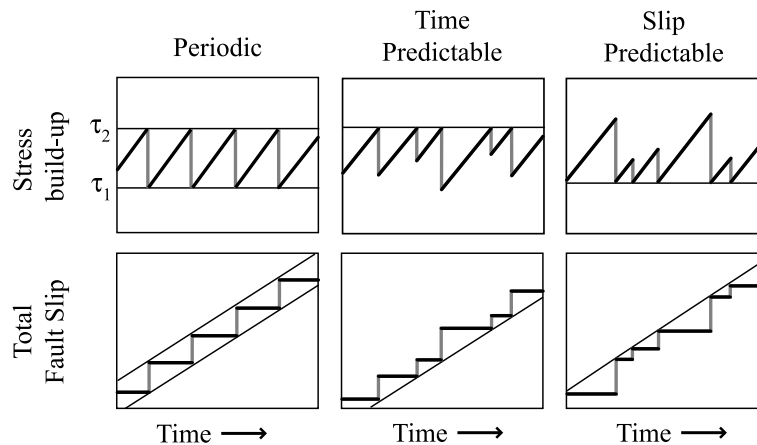 Periodic
Time
Predictable
Slip
Predictable
Stress
build-up
τ2
τ1
Total
Fault Slip
Time →
Time →
Time →